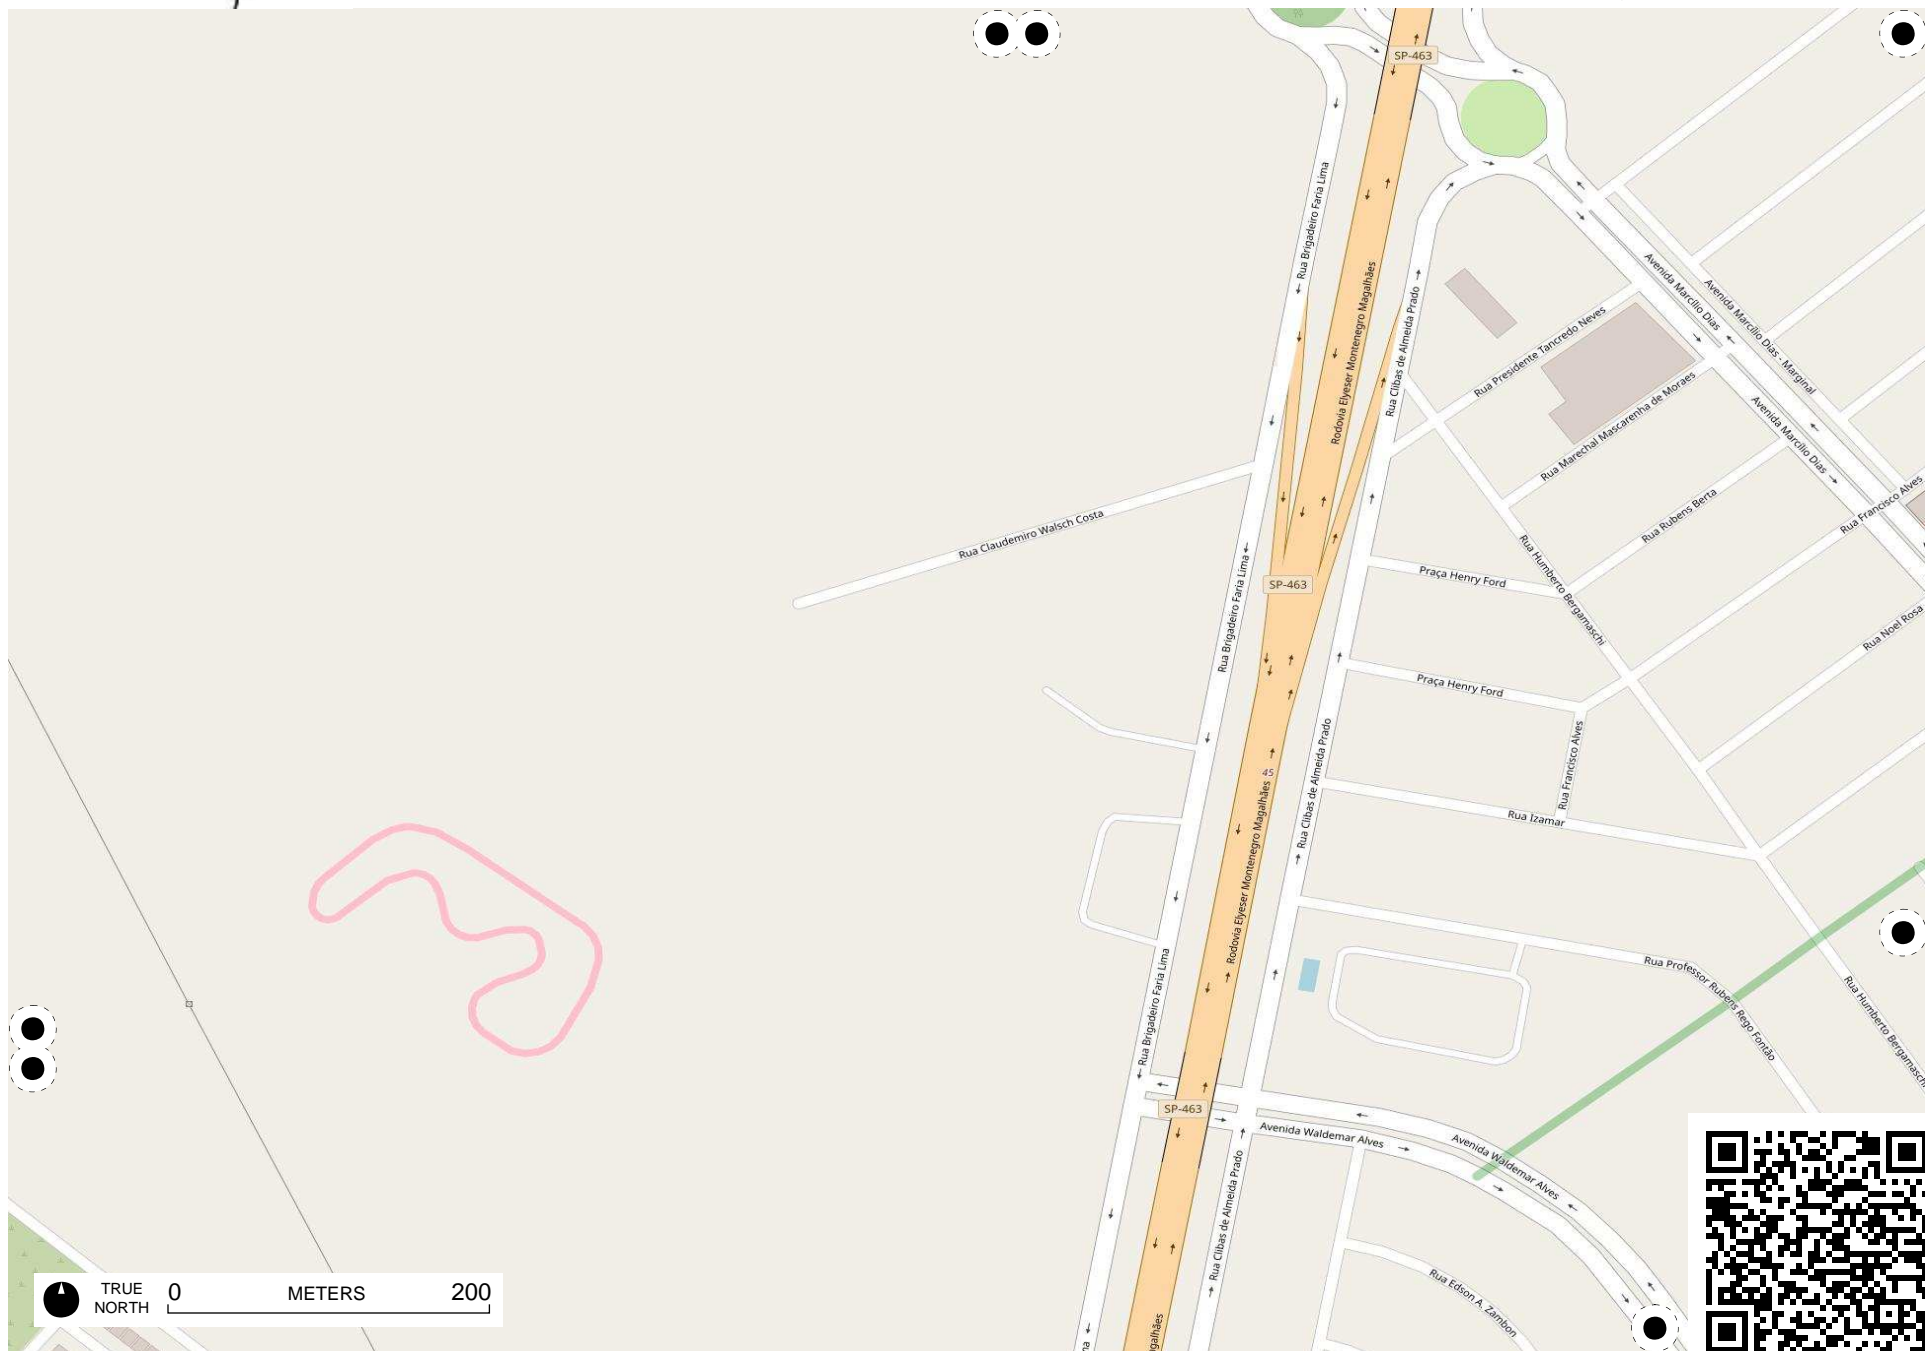 SP-463
Rua Brigadeiro Faria Lima
Rodovia Elyeser Montenegro Magalhães
Rua Clibas de Almeida Prado
Avenida Marcílio Dias
Avenida Marcílio Dias - Marginal
Rua Presidente Tancredo Neves
Rua Marechal Mascarenha de Moraes
Avenida Marcílio Dias
Rua Rubens Berta
Rua Francisco Alves
Rua Claudemiro Walsch Costa
Rua Humberto Bergamaschi
Praça Henry Ford
SP-463
Rua Brigadeiro Faria Lima
Rua Noel Rosa
Praça Henry Ford
Rua Francisco Alves
Rua Clibas de Almeida Prado
45
Rodovia Elyeser Montenegro Magalhães
Rua Izamar
Rua Professor Rubens Rego Fontão
Rua Brigadeiro Faria Lima
Rua Humberto Bergamaschi
SP-463
Avenida Waldemar Alves
Avenida Waldemar Alves
Rua Clibas de Almeida Prado
Rua Edson A. Zambon
TRUE
NORTH
0 METERS 200
galhães
na